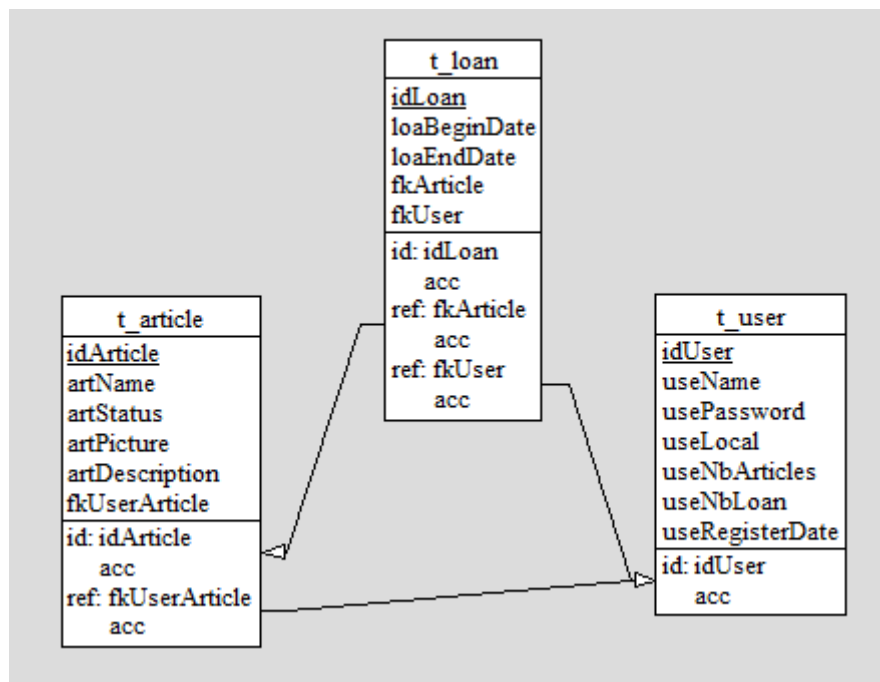 t_loan
idLoan
loaBeginDate
loaEndDate
fkArticle
fkUser
id: idLoan
acc
ref: fkArticle
acc
ref: fkUser
acc
t_article
idArticle
artName
artStatus
artPicture
artDescription
fkUserArticle
id: idArticle
acc
ref: fkUserArticle
acc
t_user
idUser
useName
usePassword
useLocal
useNbArticles
useNbLoan
useRegisterDate
id: idUser
acc